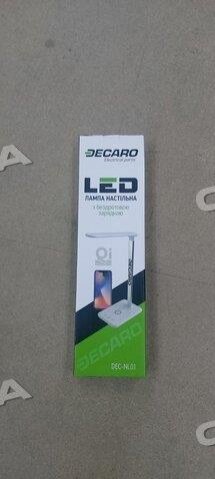 DECARO
Electrical parts
LED
ЛАМПА НАСТІЛЬНА
з бездротовою
зарядкою
DECARO
DEC-NL01